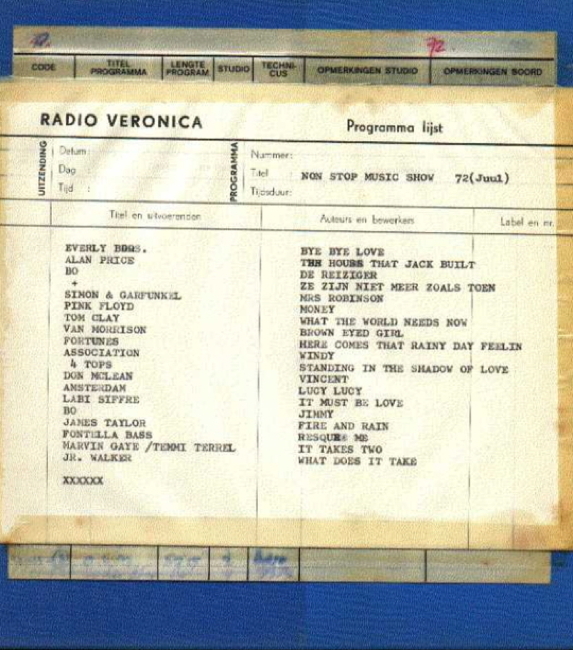 72.
CODE TITEL PROGRAMMA LENGTE PROGRAM. STUDIO TECHNI- CUS OPMERKINGEN STUDIO OPMERKINGEN BOORD
RADIO VERONICA Programma lijst
UITZENDING
Datum:
Dag :
Tijd :
PROGRAMMA
Nummer:
Titel : NON STOP MUSIC SHOW 72(Juul)
Tijdsduur:
Titel en uitvoerenden Auteurs en bewerkers Label en nr.
EVERLY BROS. BYE BYE LOVE
ALAN PRICE THE HOUSE THAT JACK BUILT
BO DE REIZIGER
+ ZE ZIJN NIET MEER ZOALS TOEN
SIMON & GARFUNKEL MRS ROBINSON
PINK FLOYD MONEY
TOM CLAY WHAT THE WORLD NEEDS NOW
VAN MORRISON BROWN EYED GIRL
FORTUNES HERE COMES THAT RAINY DAY FEELIN
ASSOCIATION WINDY
4 TOPS STANDING IN THE SHADOW OF LOVE
DON MCLEAN VINCENT
AMSTERDAM LUCY LUCY
LABI SIFFRE IT MUST BE LOVE
BO JIMMY
JAMES TAYLOR FIRE AND RAIN
FONTELLA BASS RESQUE ME
MARVIN GAYE /TEMMI TERREL IT TAKES TWO
JR. WALKER WHAT DOES IT TAKE
XXXXXX